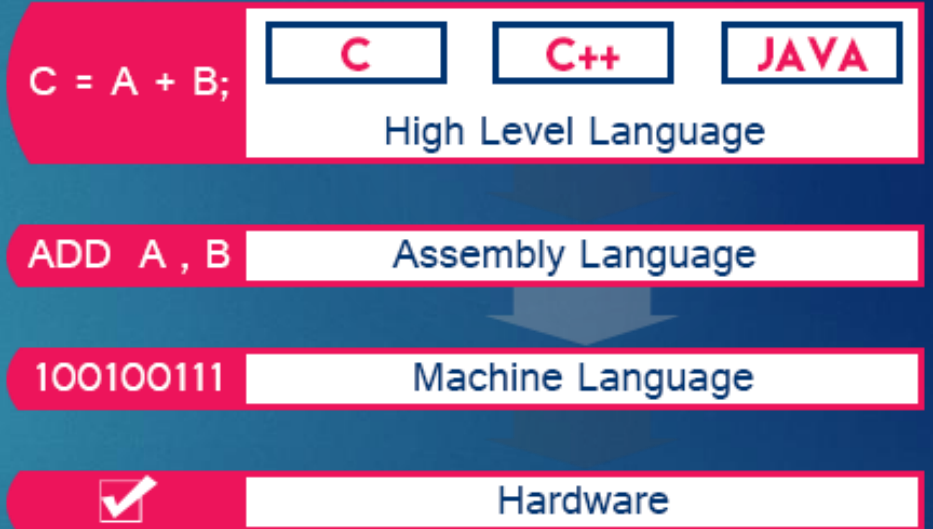 C = A + B;
C C++ JAVA
High Level Language
ADD A , B
Assembly Language
100100111
Machine Language
Hardware